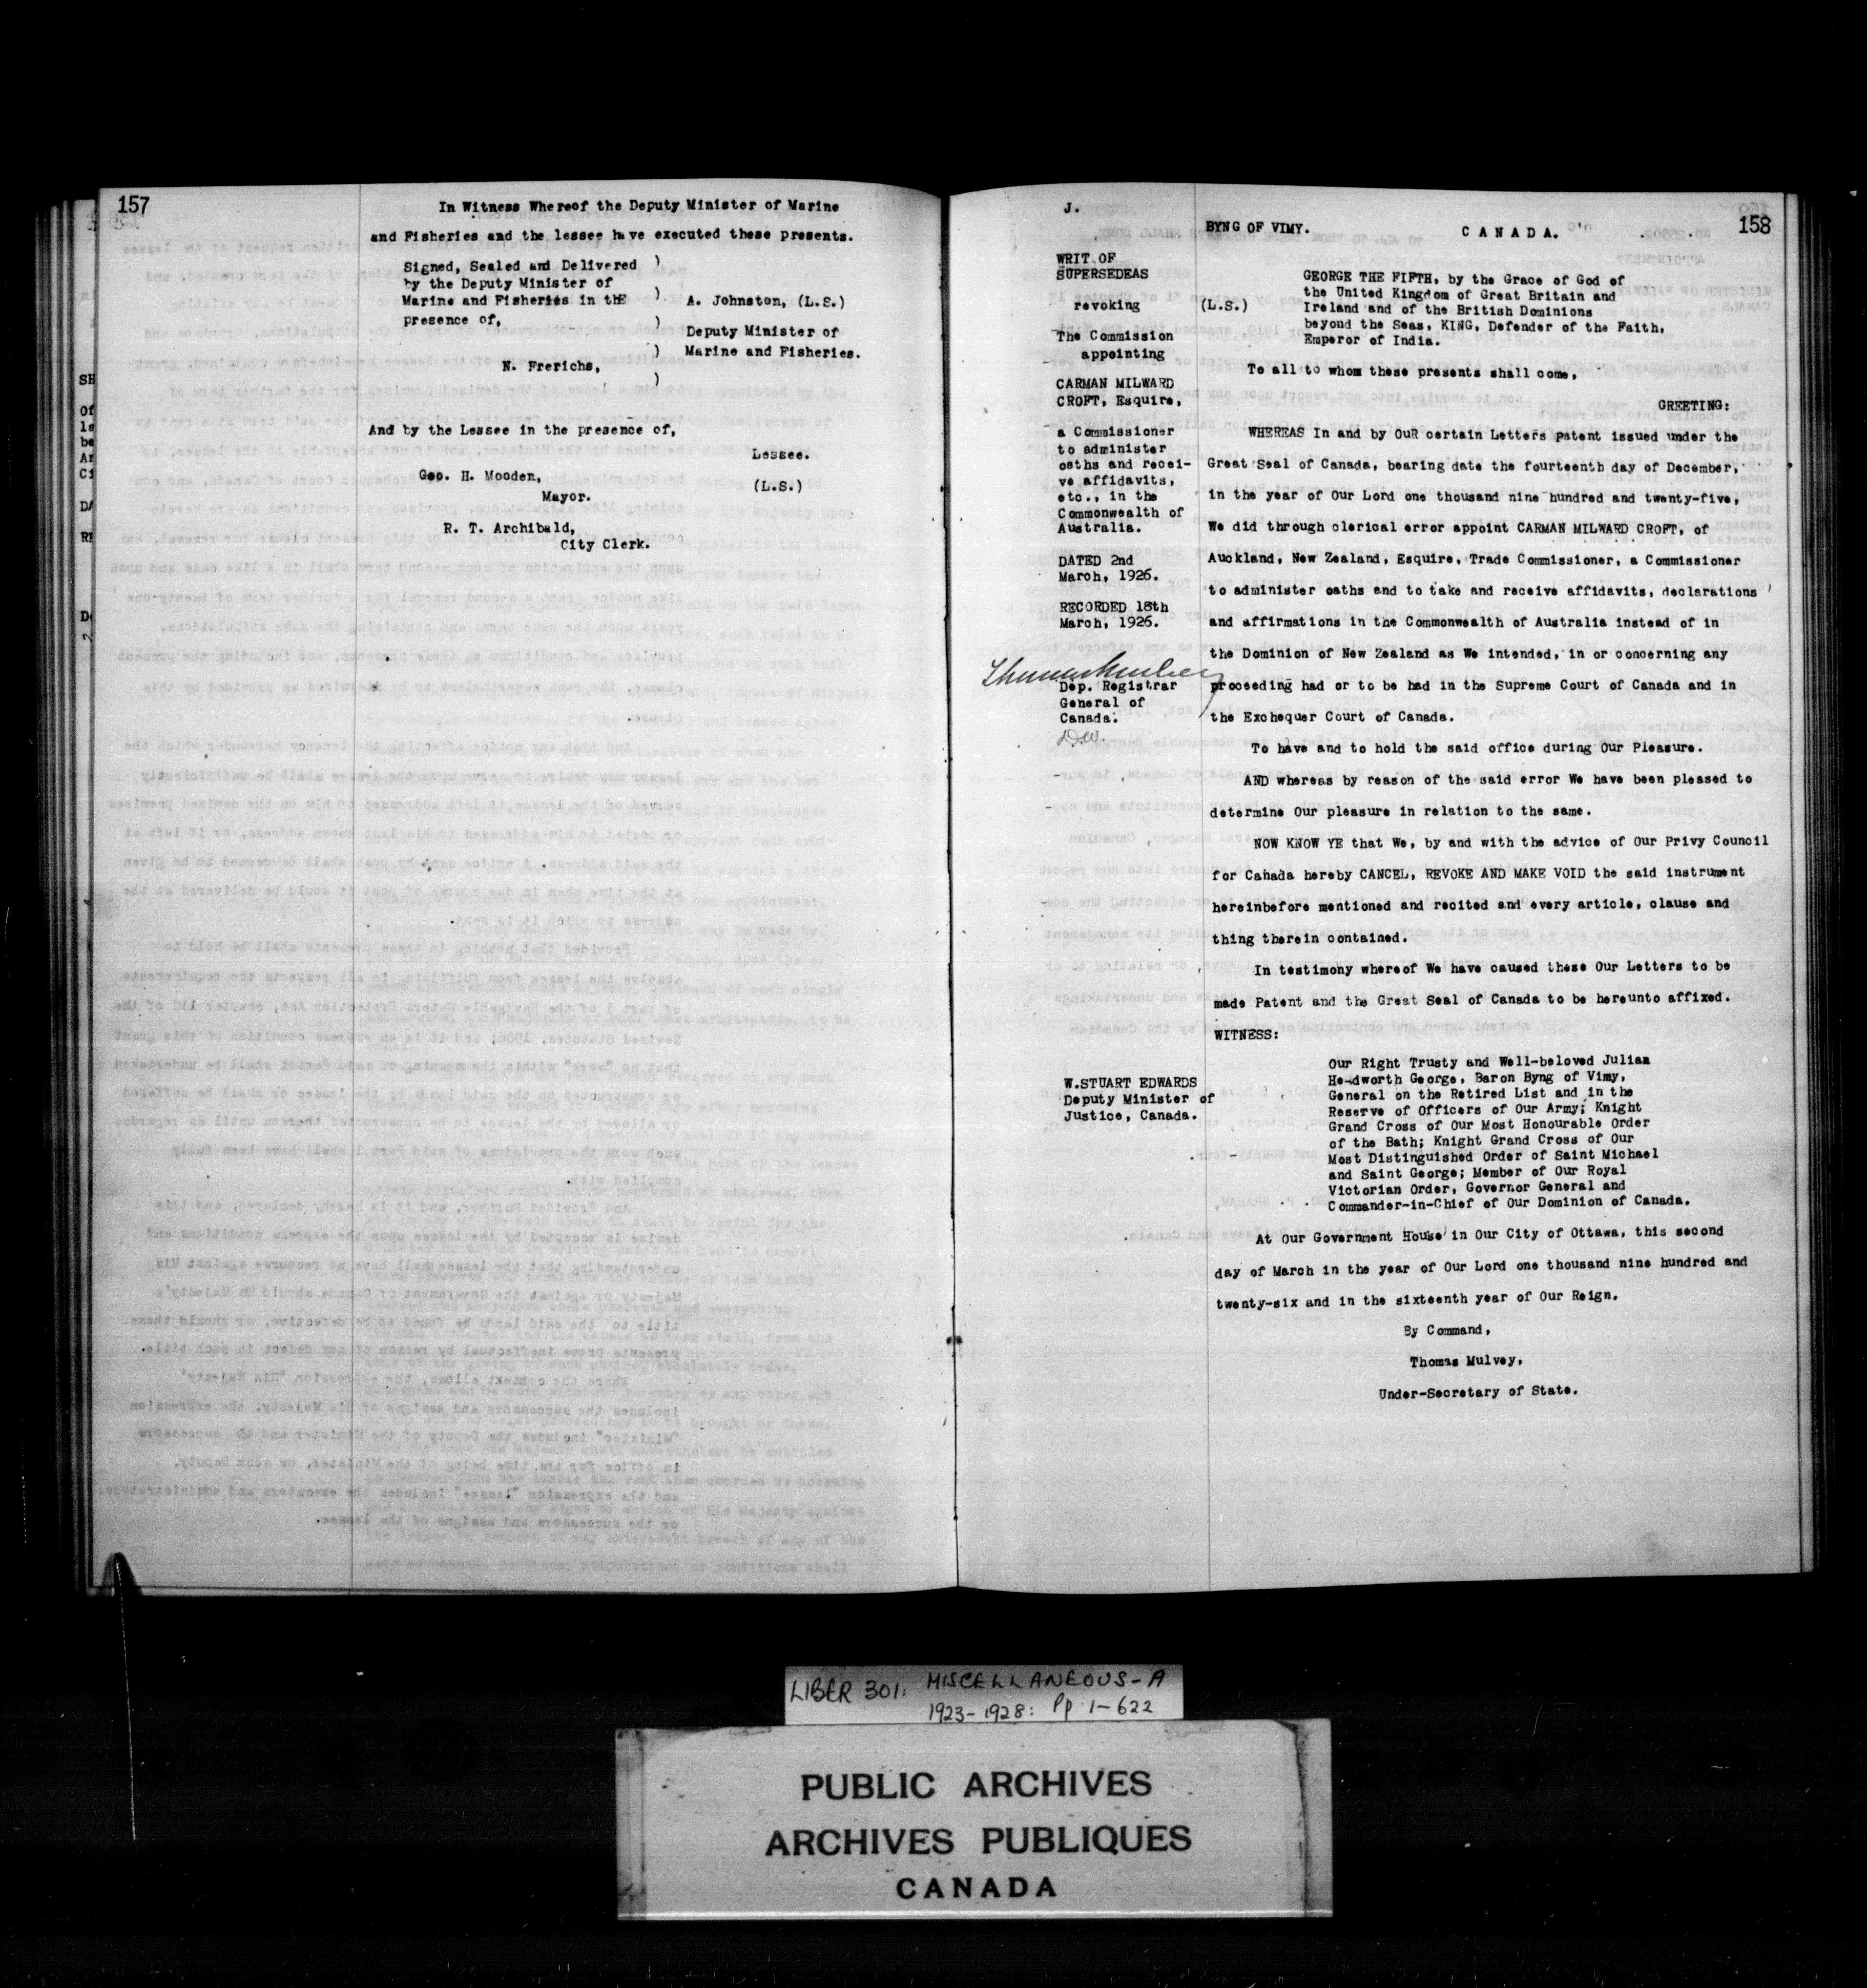 157
In Witness Whereof the Deputy Minister of Marine
and Fisheries and the lessee have executed these presents.
Signed, Sealed and Delivered )
by the Deputy Minister of
Marine and Fisheries in thE ) A. Johnston, (L.S.)
presence of, )
Deputy Minister of
) Marine and Fisheries.
N. Frerichs,
)
And by the Lessee in the presence of,
Lessee.
Geo. H. Mooden,
(L.S.)
Mayor.
R. T. Archibald,
City Clerk.
SH
Of
DA
J.
158
BYNG OF VIMY. CANADA.
WRIT OF
SUPERSEDEAS
revoking
The Commission
appointing
CARMAN MILWARD
CROFT, Esquire,
a Commissioner
to administer
oaths and recei-
ve affidavits,
etc., in the
Commonwealth of
Australia.
DATED 2nd
March, 1926.
RECORDED 18th
March, 1926.
Thomas Mulvey
Dep. Registrar
General of
Canada.
(L.S.)
GEORGE THE FIFTH, by the Grace of God of
the United Kingdom of Great Britain and
Ireland and of the British Dominions
beyond the Seas, KING, Defender of the Faith,
Emperor of India.
To all to whom these presents shall come,
GREETING:
WHEREAS In and by OuR certain Letters Patent issued under the
Great Seal of Canada, bearing date the fourteenth day of December,
in the year of Our Lord one thousand nine hundred and twenty-five,
We did through clerical error appoint CARMAN MILWARD CROFT, of
Auckland, New Zealand, Esquire, Trade Commissioner, a Commissioner
to administer oaths and to take and receive affidavits, declarations
and affirmations in the Commonwealth of Australia instead of in
the Dominion of New Zealand as We intended, in or concerning any
proceeding had or to be had in the Supreme Court of Canada and in
the Exchequer Court of Canada.
To have and to hold the said office during Our Pleasure.
AND whereas by reason of the said error We have been pleased to
determine Our pleasure in relation to the same.
NOW KNOW YE that We, by and with the advice of Our Privy Council
for Canada hereby CANCEL, REVOKE AND MAKE VOID the said instrument
hereinbefore mentioned and recited and every article, clause and
thing therein contained.
In testimony whereof We have caused these Our Letters to be
made Patent and the Great Seal of Canada to be hereunto affixed.
WITNESS:
W.STUART EDWARDS
Deputy Minister of
Justice, Canada.
Our Right Trusty and Well-beloved Julian
Hedworth George, Baron Byng of Vimy,
General on the Retired List and in the
Reserve of Officers of Our Army; Knight
Grand Cross of Our Most Honourable Order
of the Bath; Knight Grand Cross of Our
Most Distinguished Order of Saint Michael
and Saint George; Member of Our Royal
Victorian Order, Governor General and
Commander-in-Chief of Our Dominion of Canada.
At Our Government House in Our City of Ottawa, this second
day of March in the year of Our Lord one thousand nine hundred and
twenty-six and in the sixteenth year of Our Reign.
By Command,
Thomas Mulvey,
Under-Secretary of State.
LIBER 301: MISCELLANEOUS-A
1923-1928: Pp 1-622
PUBLIC ARCHIVES
ARCHIVES PUBLIQUES
CANADA